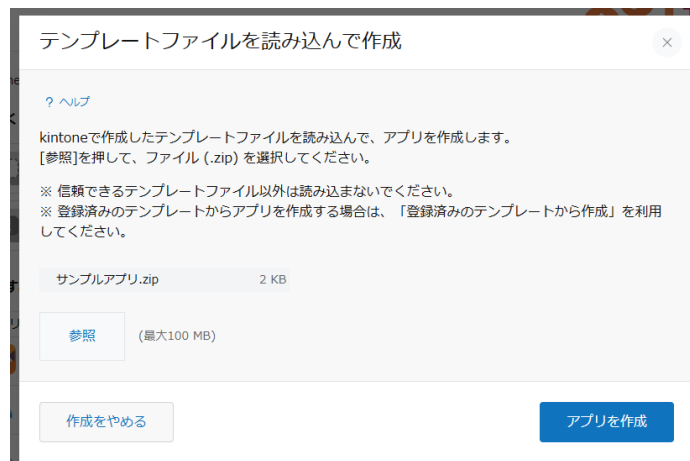 テンプレートファイルを読み込んで作成
? ヘルプ
kintoneで作成したテンプレートファイルを読み込んで、アプリを作成します。
[参照]を押して、ファイル (.zip) を選択してください。
※ 信頼できるテンプレートファイル以外は読み込まないでください。
※ 登録済みのテンプレートからアプリを作成する場合は、「登録済みのテンプレートから作成」を利用
してください。
サンプルアプリ.zip 2 KB
参照 (最大100 MB)
作成をやめる アプリを作成